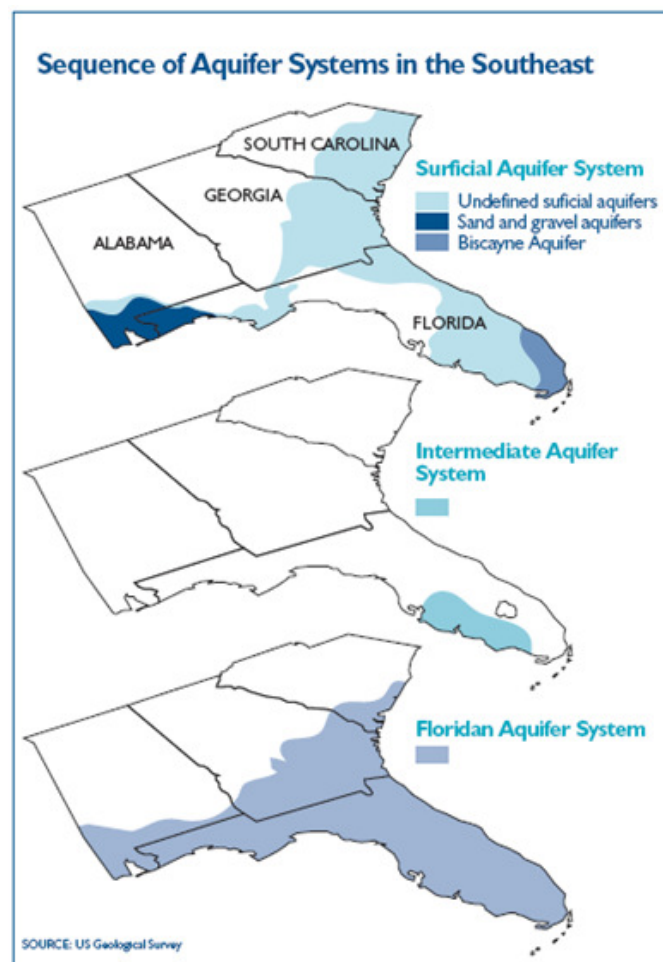 Sequence of Aquifer Systems in the Southeast
SOUTH CAROLINA
GEORGIA
ALABAMA
FLORIDA
Surficial Aquifer System
Undefined suficial aquifers
Sand and gravel aquifers
Biscayne Aquifer
Intermediate Aquifer
System
Floridan Aquifer System
SOURCE: US Geological Survey